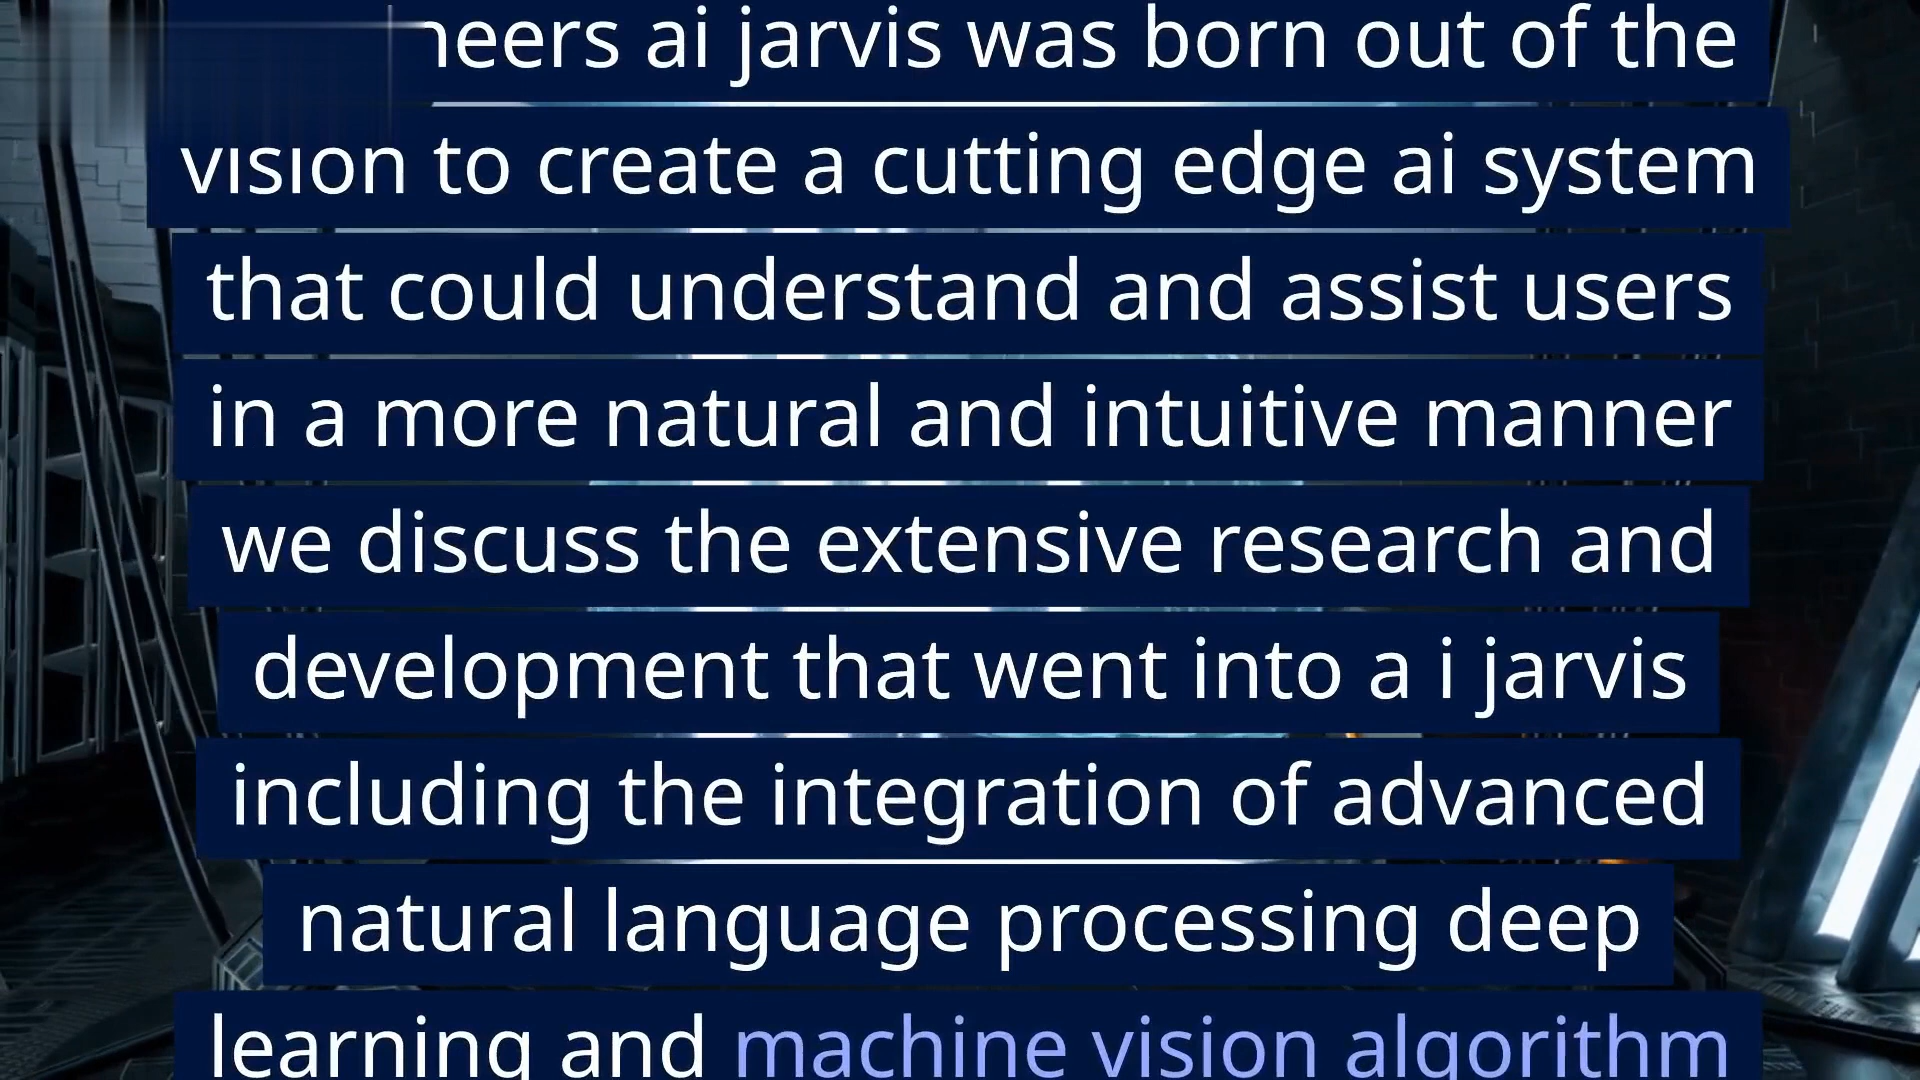 ai jarvis was born out of the
vision to create a cutting edge ai system
that could understand and assist users
in a more natural and intuitive manner
we discuss the extensive research and
development that went into a i jarvis
including the integration of advanced
natural language processing deep
learning and machine vision algorithm